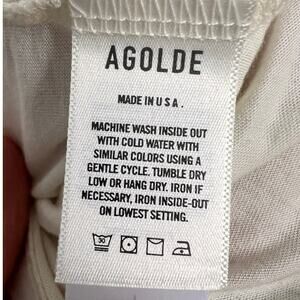 AGOLDE
MADE IN U S A .
MACHINE WASH INSIDE OUT
WITH COLD WATER WITH
SIMILAR COLORS USING A
GENTLE CYCLE. TUMBLE DRY
LOW OR HANG DRY. IRON IF
NECESSARY, IRON INSIDE-OUT
ON LOWEST SETTING.
30